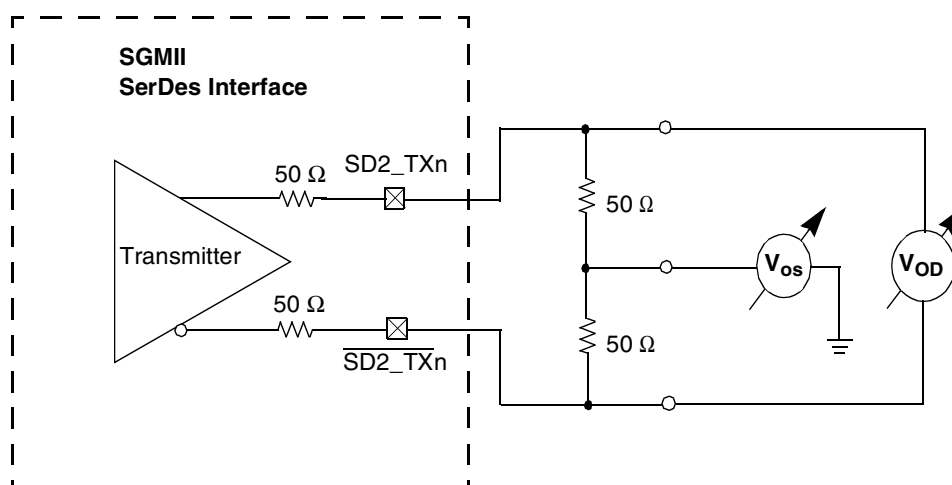 SGMII
SerDes Interface
50 Ω
SD2_TXn
50 Ω
Transmitter
Vos
VOD
50 Ω
50 Ω
SD2_TXn